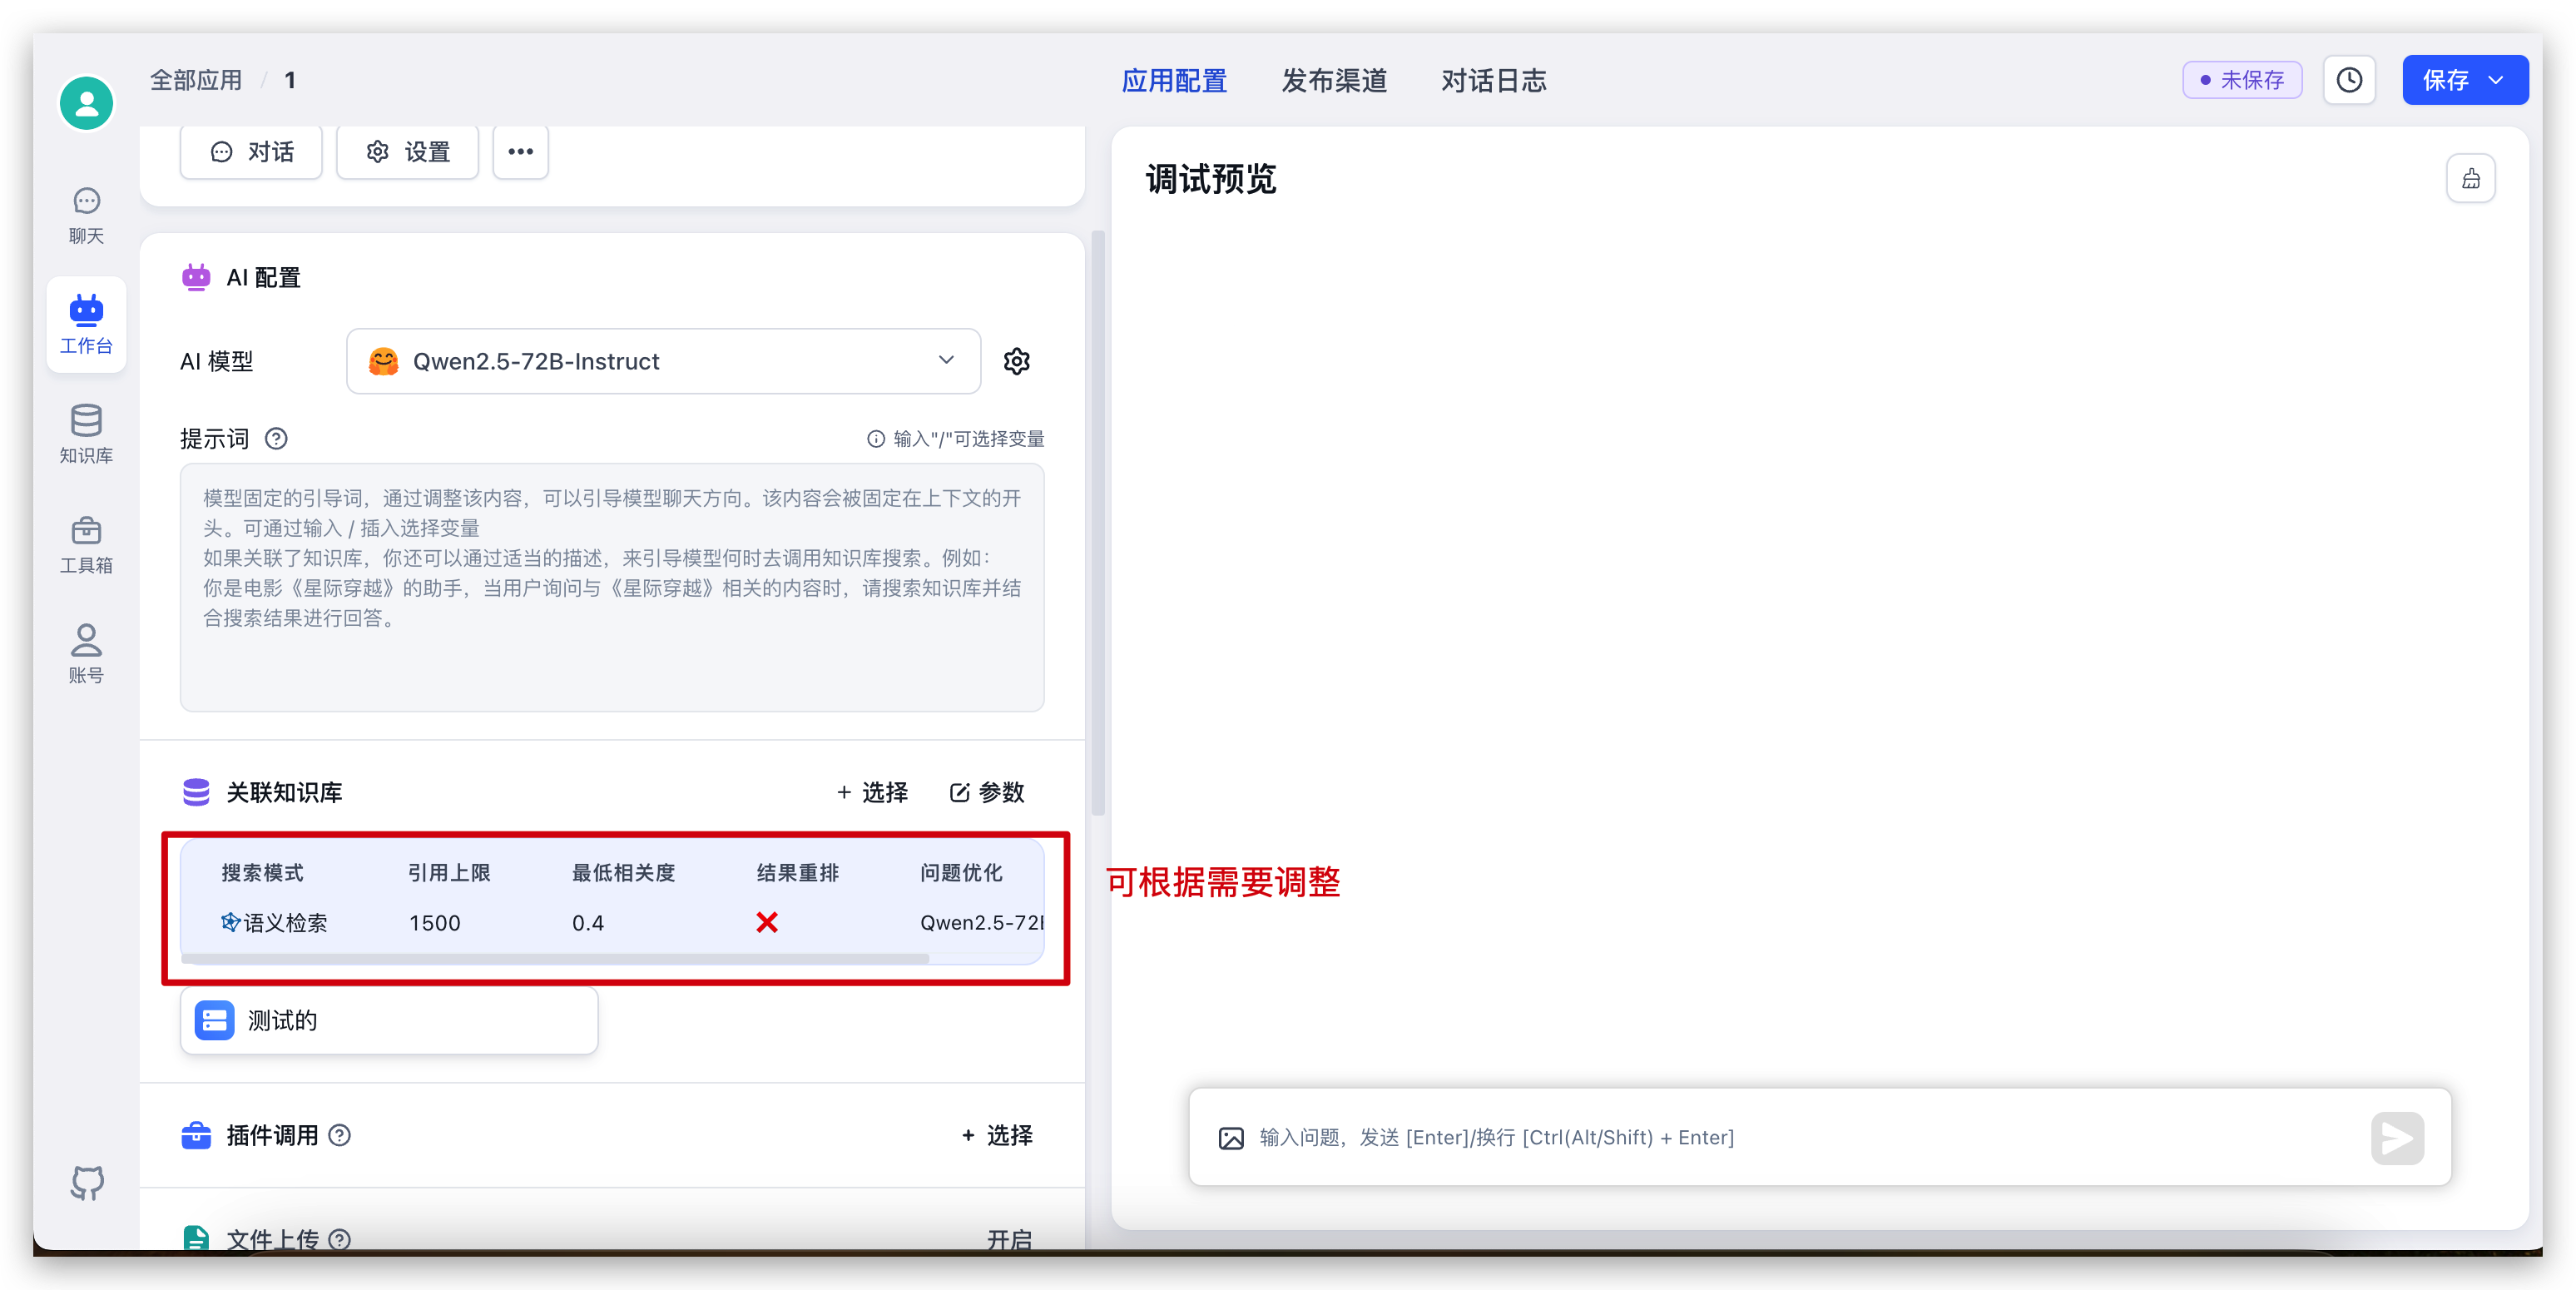 全部应用 / 1
应用配置
发布渠道
对话日志
未保存
保存
聊天
工作台
知识库
工具箱
账号
对话
设置
AI 配置
AI 模型
Qwen2.5-72B-Instruct
提示词
输入"/"可选择变量
模型固定的引导词，通过调整该内容，可以引导模型聊天方向。该内容会被固定在上下文的开
头。可通过输入 / 插入选择变量
如果关联了知识库，你还可以通过适当的描述，来引导模型何时去调用知识库搜索。例如：
你是电影《星际穿越》的助手，当用户询问与《星际穿越》相关的内容时，请搜索知识库并结
合搜索结果进行回答。
关联知识库
+ 选择
参数
搜索模式 引用上限 最低相关度 结果重排 问题优化
语义检索 1500 0.4 Qwen2.5-72
测试的
插件调用
+ 选择
文件上传
开启
调试预览
可根据需要调整
输入问题，发送 [Enter]/换行 [Ctrl(Alt/Shift) + Enter]